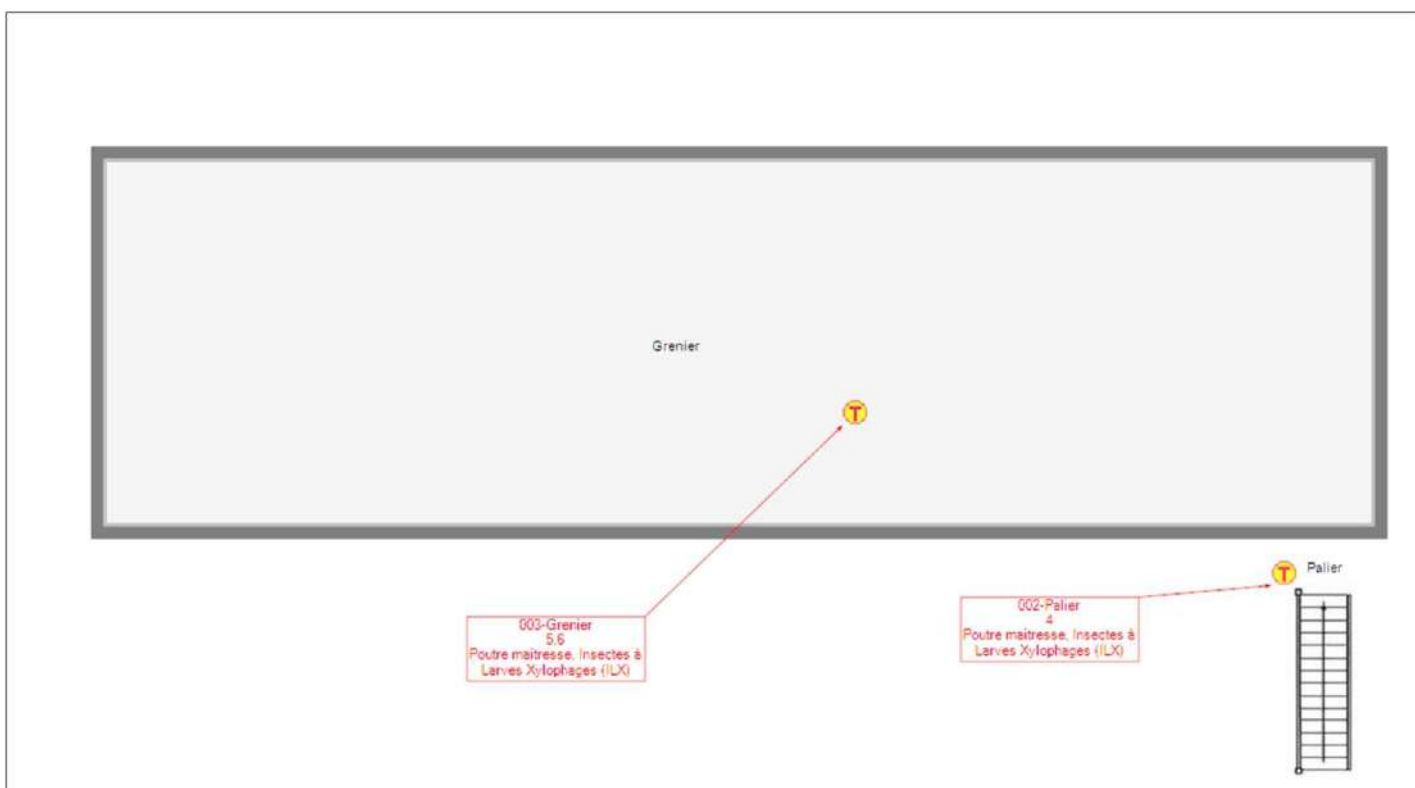 Grenier
T
T
Palier
003-Grenier
5,6
Poutre maitresse, Insectes à
Larves Xylophages (ILX)
002-Palier
4
Poutre maitresse, Insectes à
Larves Xylophages (ILX)